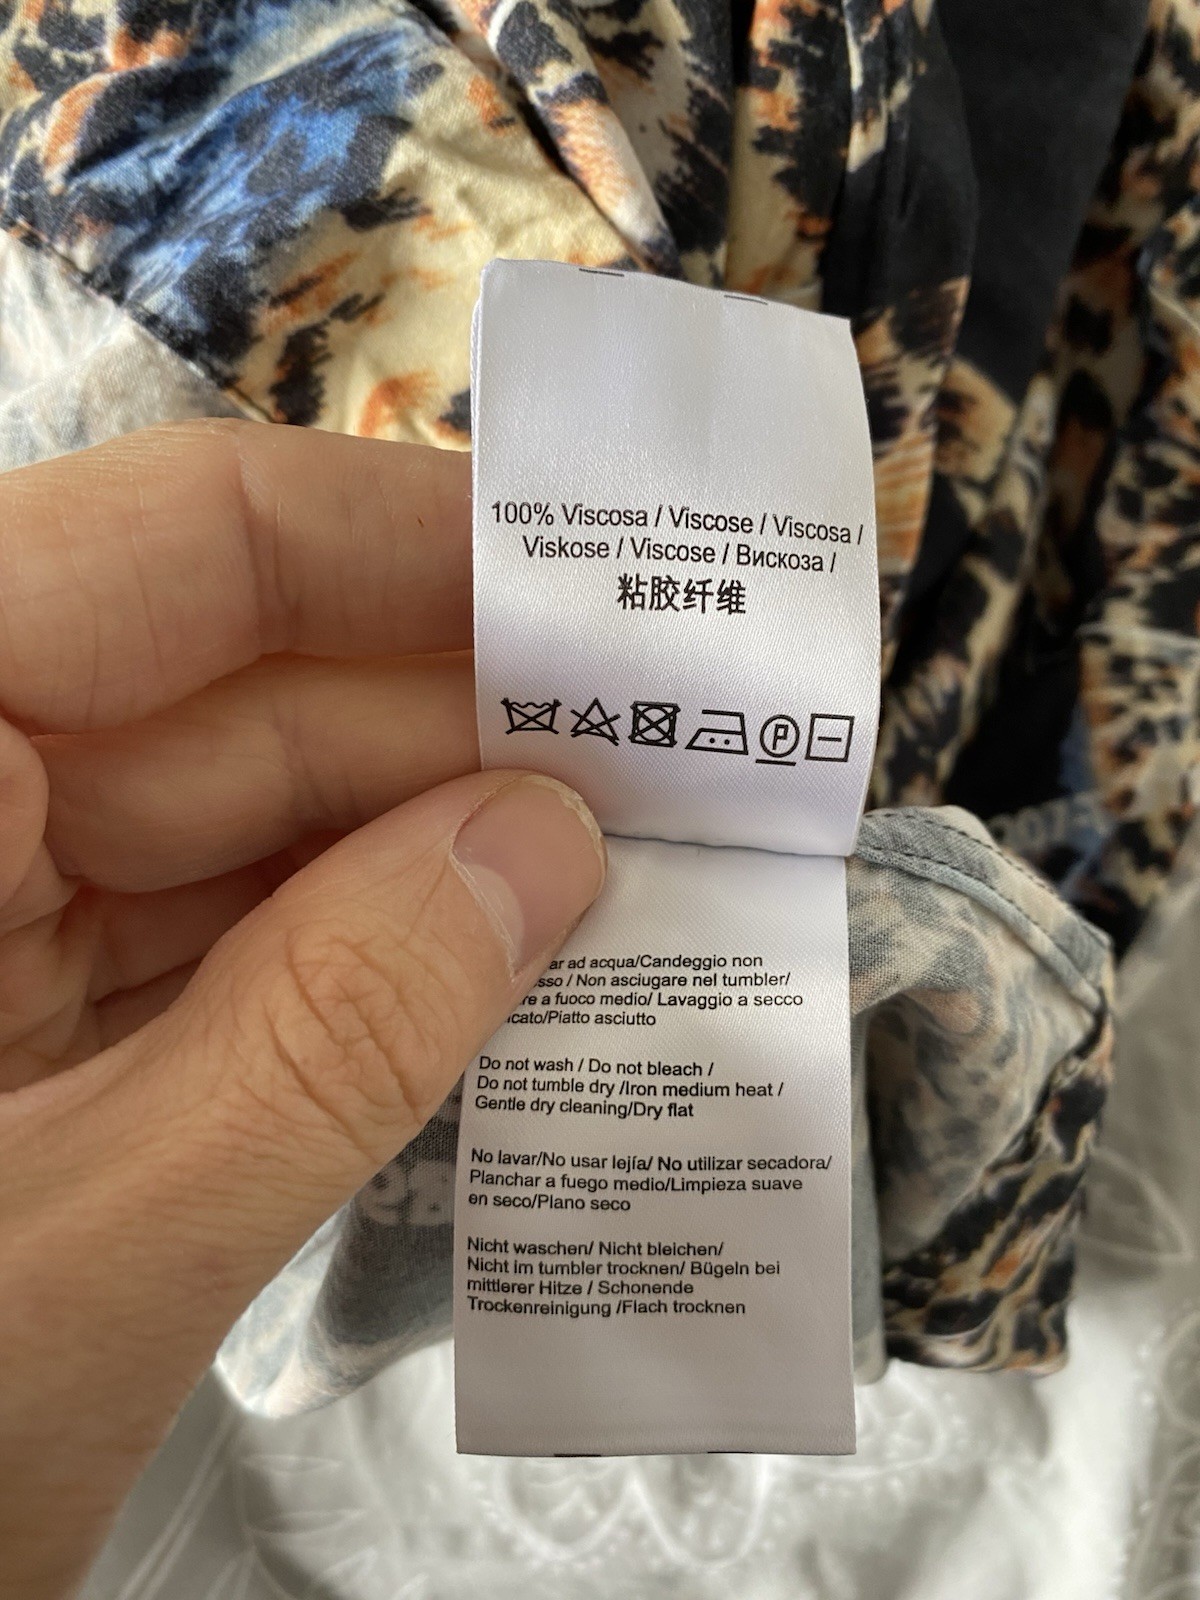 100% Viscosa / Viscose / Viscosa /
Viskose / Viscose / Вискоза /
粘胶纤维
P
ad acqua/Candeggio non
/ Non asciugare nel tumbler/
a fuoco medio/ Lavaggio a secco
/Piatto asciutto
Do not wash / Do not bleach /
Do not tumble dry /Iron medium heat /
Gentle dry cleaning/Dry flat
No lavar/No usar lejía/ No utilizar secadora/
Planchar a fuego medio/Limpieza suave
en seco/Plano seco
Nicht waschen/ Nicht bleichen/
Nicht im tumbler trocknen/ Bügeln bei
mittlerer Hitze / Schonende
Trockenreinigung /Flach trocknen